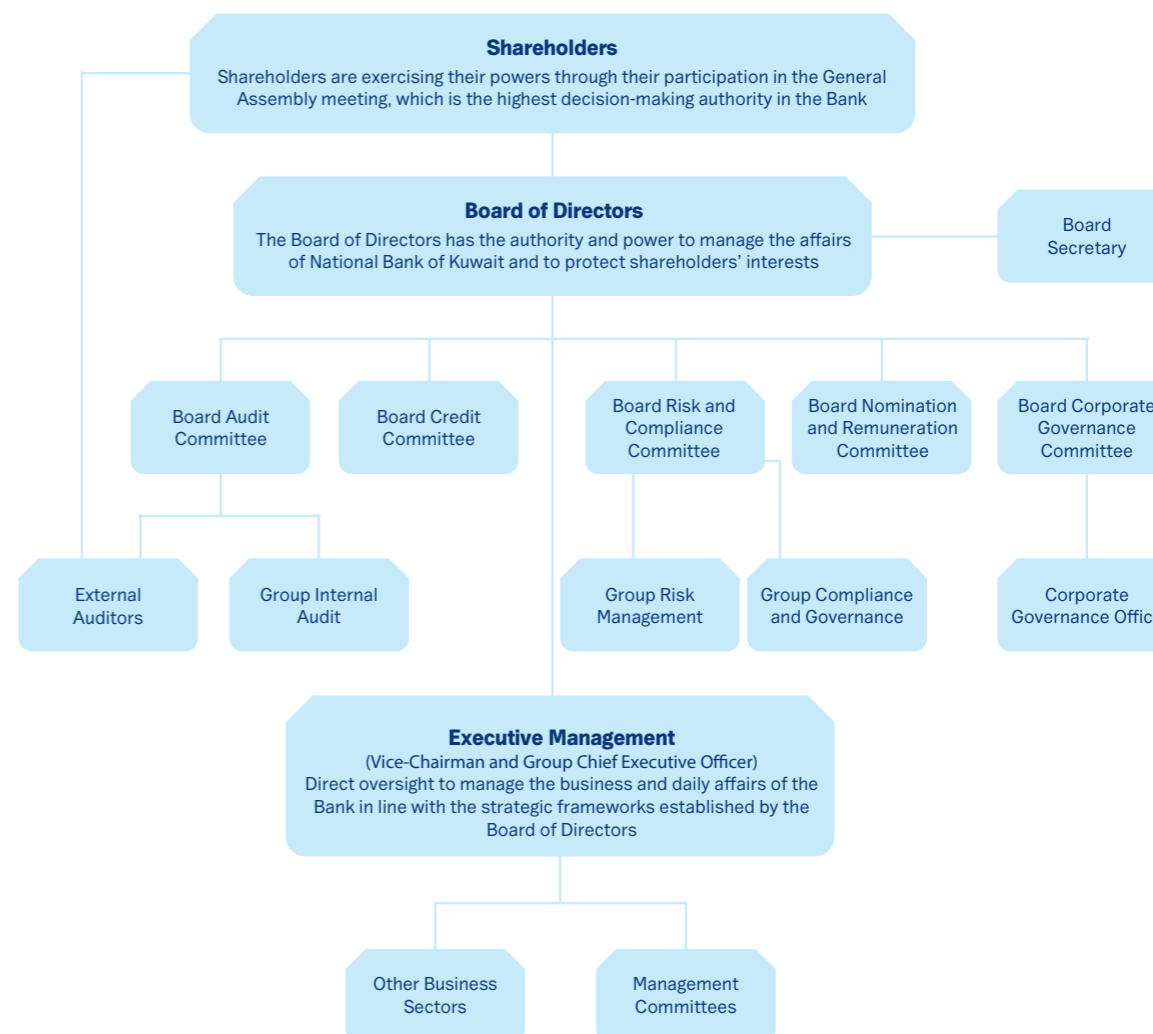 Shareholders
Shareholders are exercising their powers through their participation in the General
Assembly meeting, which is the highest decision-making authority in the Bank
Board of Directors
The Board of Directors has the authority and power to manage the affairs
of National Bank of Kuwait and to protect shareholders’ interests
Board
Secretary
Board Audit
Committee
Board Credit
Committee
Board Risk and
Compliance
Committee
Board Nomination
and Remuneration
Committee
Board Corporate
Governance
Committee
External
Auditors
Group Internal
Audit
Group Risk
Management
Group Compliance
and Governance
Corporate
Governance
Executive Management
(Vice-Chairman and Group Chief Executive Officer)
Direct oversight to manage the business and daily affairs of the
Bank in line with the strategic frameworks established by the
Board of Directors
Other Business
Sectors
Management
Committees